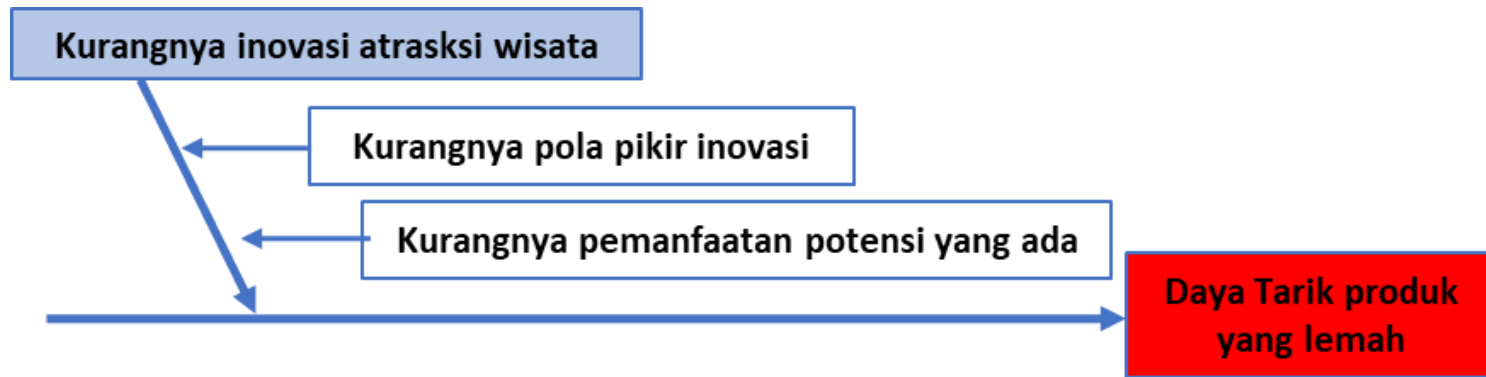 Kurangnya inovasi atrasksi wisata
Kurangnya pola pikir inovasi
Kurangnya pemanfaatan potensi yang ada
Daya Tarik produk
yang lemah